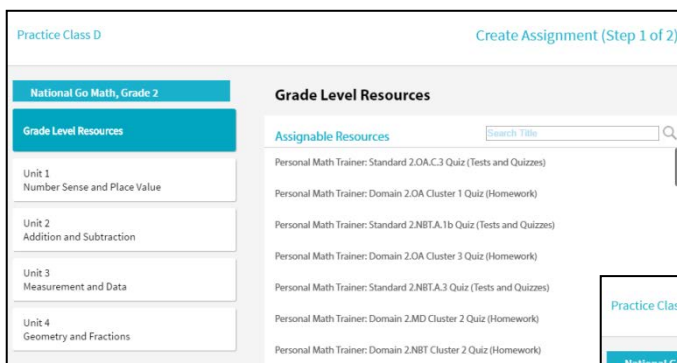 Practice Class D
Create Assignment (Step 1 of 2)
National Go Math, Grade 2
Grade Level Resources
Unit 1
Number Sense and Place Value
Unit 2
Addition and Subtraction
Unit 3
Measurement and Data
Unit 4
Geometry and Fractions
Grade Level Resources
Assignable Resources
Search Title
Personal Math Trainer: Standard 2.OA.C.3 Quiz (Tests and Quizzes)
Personal Math Trainer: Domain 2.OA Cluster 1 Quiz (Homework)
Personal Math Trainer: Standard 2.NBT.A.1b Quiz (Tests and Quizzes)
Personal Math Trainer: Domain 2.OA Cluster 3 Quiz (Homework)
Personal Math Trainer: Standard 2.NBT.A.3 Quiz (Tests and Quizzes)
Personal Math Trainer: Domain 2.MD Cluster 2 Quiz (Homework)
Personal Math Trainer: Domain 2.NBT Cluster 2 Quiz (Homework)
Practice Clas